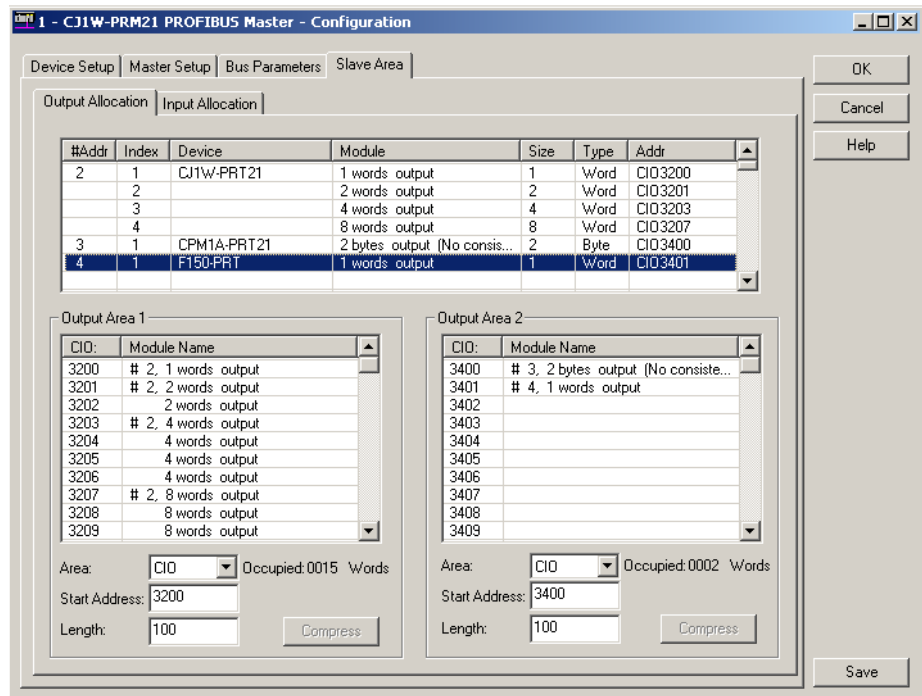 1 - CJ1W-PRM21 PROFIBUS Master - Configuration
Device Setup Master Setup Bus Parameters Slave Area
OK
Cancel
Help
Output Allocation Input Allocation
#Addr Index Device Module Size Type Addr
2 1 CJ1W-PRT21 1 words output 1 Word CIO3200
2 2 words output 2 Word CIO3201
3 4 words output 4 Word CIO3203
4 8 words output 8 Word CIO3207
3 1 CPM1A-PRT21 2 bytes output (No consis... 2 Byte CIO3400
4 1 F150-PRT 1 words output 1 Word CIO3401
Output Area 1
CIO: Module Name
3200 # 2, 1 words output
3201 # 2, 2 words output
3202 2 words output
3203 # 2, 4 words output
3204 4 words output
3205 4 words output
3206 4 words output
3207 # 2, 8 words output
3208 8 words output
3209 8 words output
Area: CIO Occupied: 0015 Words
Start Address: 3200
Length: 100 Compress
Output Area 2
CIO: Module Name
3400 # 3, 2 bytes output (No consiste...
3401 # 4, 1 words output
3402
3403
3404
3405
3406
3407
3408
3409
Area: CIO Occupied: 0002 Words
Start Address: 3400
Length: 100 Compress
Save